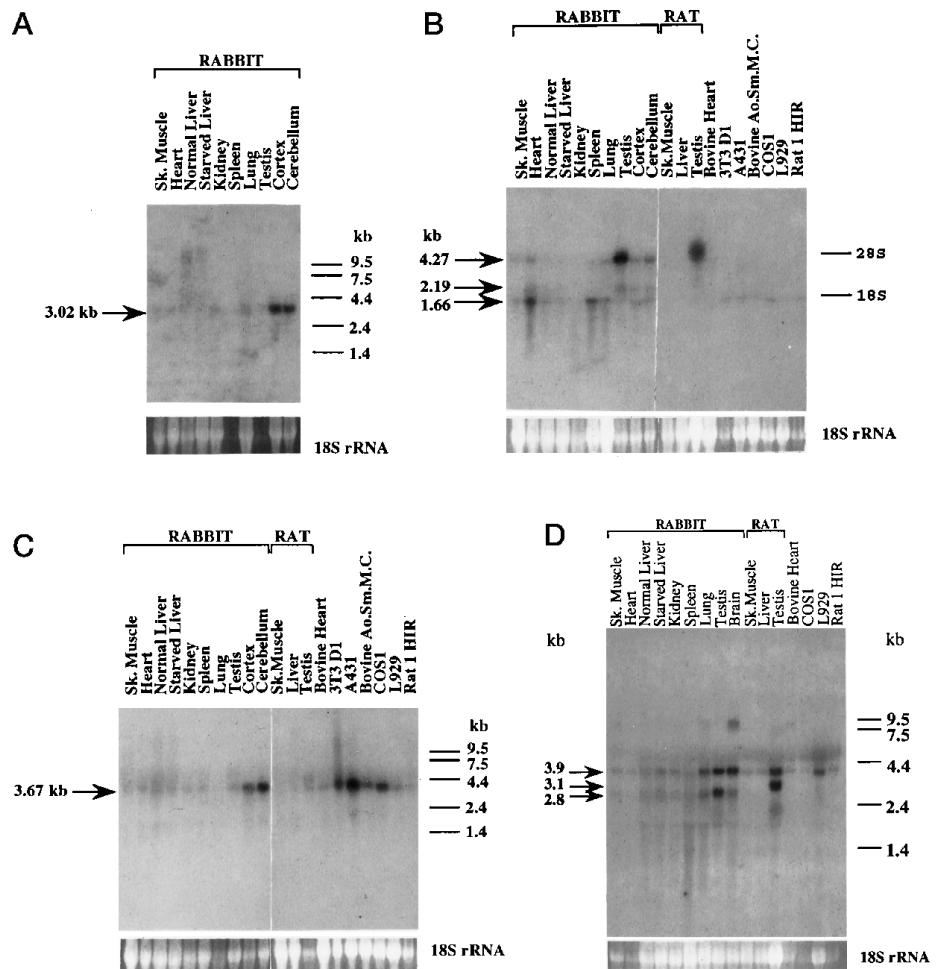 A
RABBIT
Sk. Muscle
Heart
Normal Liver
Starved Liver
Kidney
Spleen
Lung
Testis
Cortex
Cerebellum
kb
9.5
7.5
4.4
2.4
1.4
3.02 kb
18S rRNA
B
RABBIT
RAT
Sk. Muscle
Heart
Normal Liver
Starved Liver
Kidney
Spleen
Lung
Testis
Cortex
Cerebellum
Sk.Muscle
Liver
Testis
Bovine Heart
3T3 D1
A431
Bovine Ao.Sm.M.C.
COS1
L929
Rat 1 HIR
kb
4.27
2.19
1.66
28S
18S
18S rRNA
C
RABBIT
RAT
Sk. Muscle
Heart
Normal Liver
Starved Liver
Kidney
Spleen
Lung
Testis
Cortex
Cerebellum
Sk.Muscle
Liver
Testis
Bovine Heart
3T3 D1
A431
Bovine Ao.Sm.M.C.
COS1
L929
Rat 1 HIR
kb
9.5
7.5
4.4
2.4
1.4
3.67 kb
18S rRNA
D
RABBIT
RAT
Sk. Muscle
Heart
Normal Liver
Starved Liver
Kidney
Spleen
Lung
Testis
Brain
Sk.Muscle
Liver
Testis
Bovine Heart
COS1
L929
Rat 1 HIR
kb
3.9
3.1
2.8
kb
9.5
7.5
4.4
2.4
1.4
18S rRNA